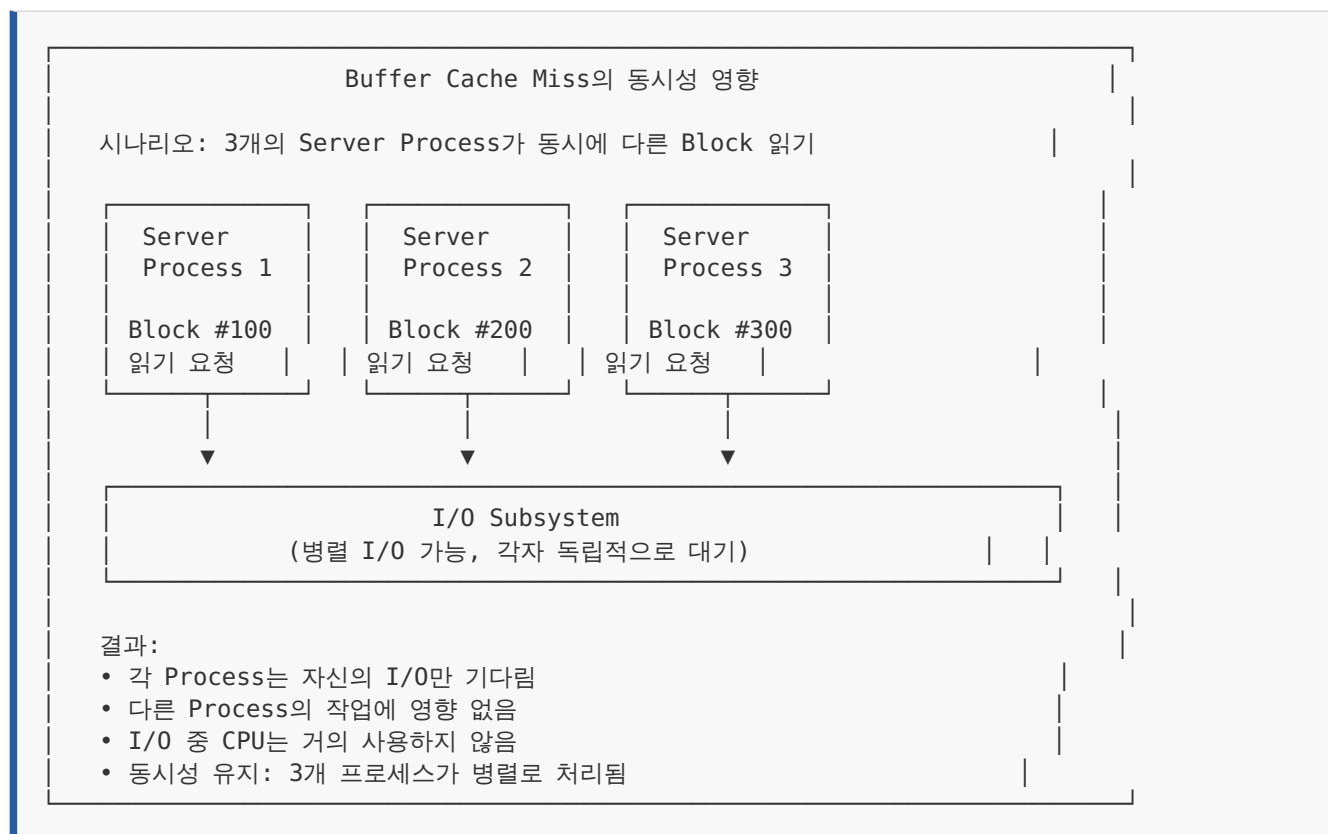 Buffer Cache Miss의 동시성 영향
시나리오: 3개의 Server Process가 동시에 다른 Block 읽기
Server Server Server
Process 1 Process 2 Process 3
Block #100 Block #200 Block #300
읽기 요청 읽기 요청 읽기 요청
I/O Subsystem
(병렬 I/O 가능, 각자 독립적으로 대기)
결과:
• 각 Process는 자신의 I/O만 기다림
• 다른 Process의 작업에 영향 없음
• I/O 중 CPU는 거의 사용하지 않음
• 동시성 유지: 3개 프로세스가 병렬로 처리됨